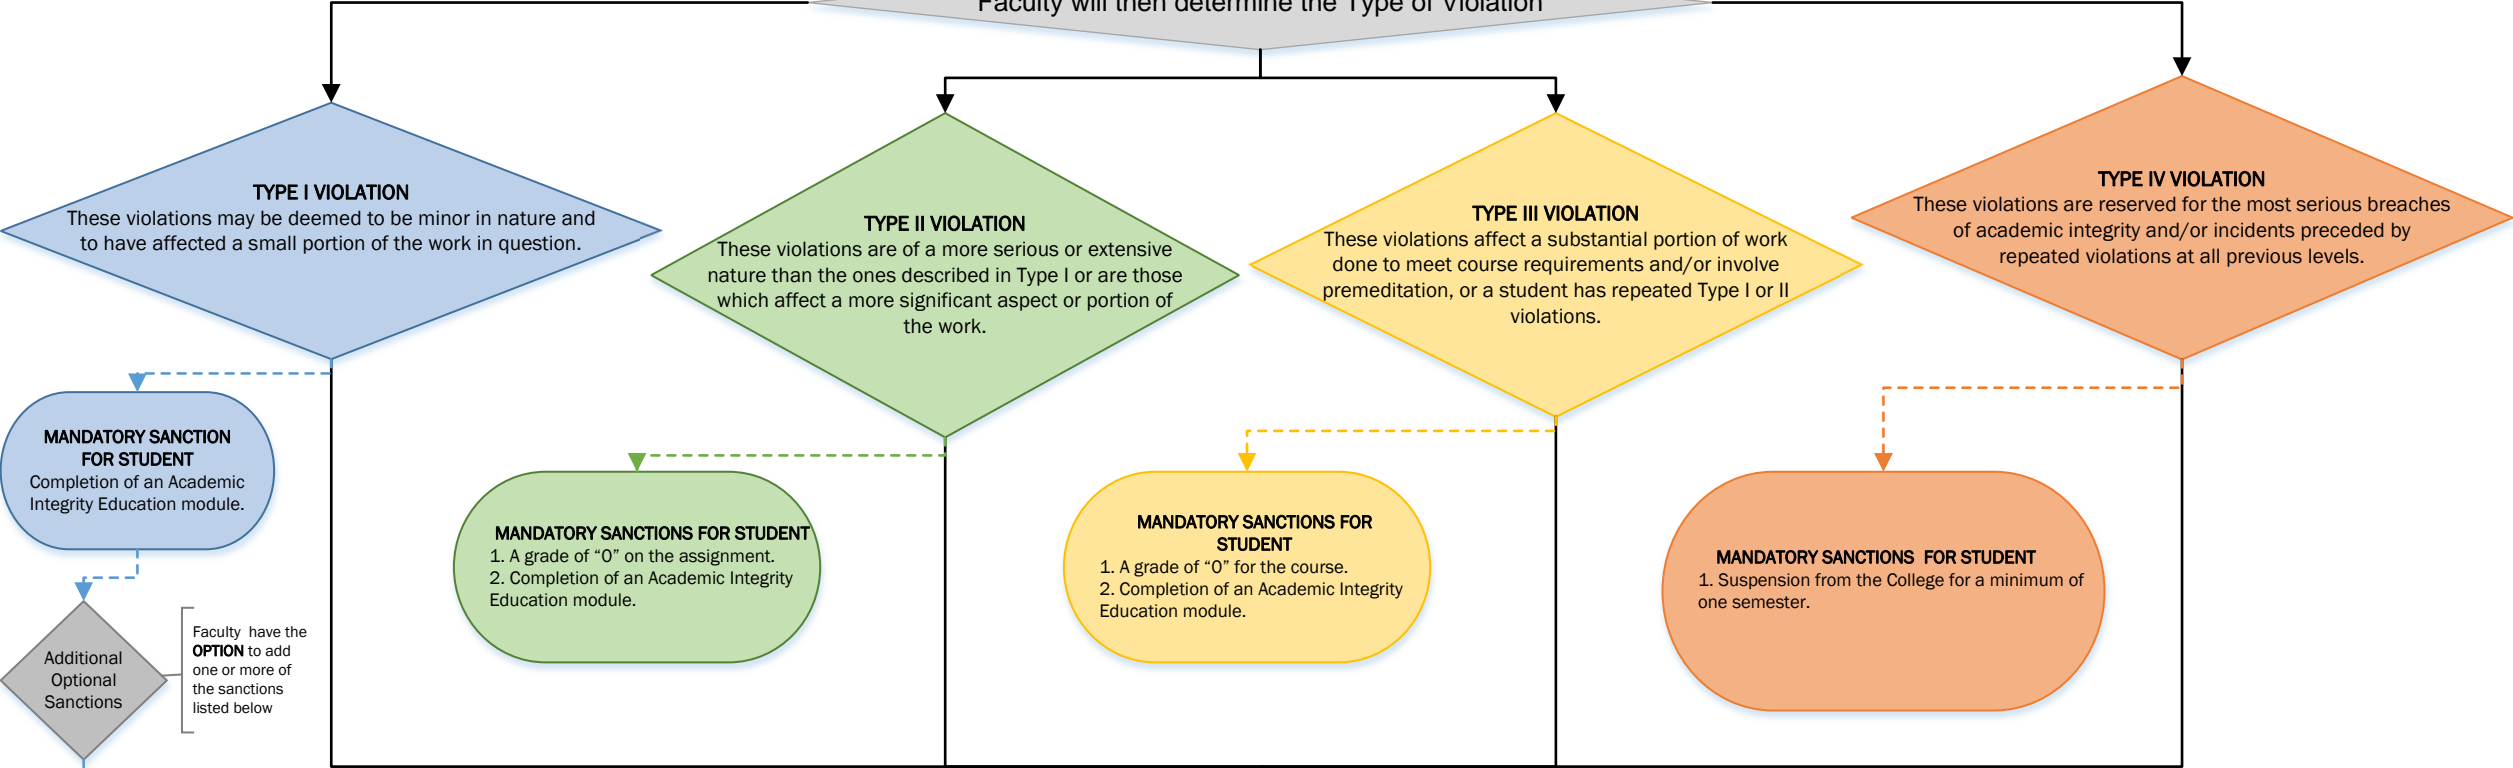 Faculty will then determine the Type of Violation
TYPE I VIOLATION
These violations may be deemed to be minor in nature and
to have affected a small portion of the work in question.
TYPE II VIOLATION
These violations are of a more serious or extensive
nature than the ones described in Type I or are those
which affect a more significant aspect or portion of
the work.
TYPE III VIOLATION
These violations affect a substantial portion of work
done to meet course requirements and/or involve
premeditation, or a student has repeated Type I or II
violations.
TYPE IV VIOLATION
These violations are reserved for the most serious breaches
of academic integrity and/or incidents preceded by
repeated violations at all previous levels.
MANDATORY SANCTION
FOR STUDENT
Completion of an Academic
Integrity Education module.
MANDATORY SANCTIONS FOR STUDENT
1. A grade of “0” on the assignment.
2. Completion of an Academic Integrity
Education module.
MANDATORY SANCTIONS FOR
STUDENT
1. A grade of “0” for the course.
2. Completion of an Academic Integrity
Education module.
MANDATORY SANCTIONS FOR STUDENT
1. Suspension from the College for a minimum of
one semester.
Additional
Optional
Sanctions
Faculty have the
OPTION to add
one or more of
the sanctions
listed below